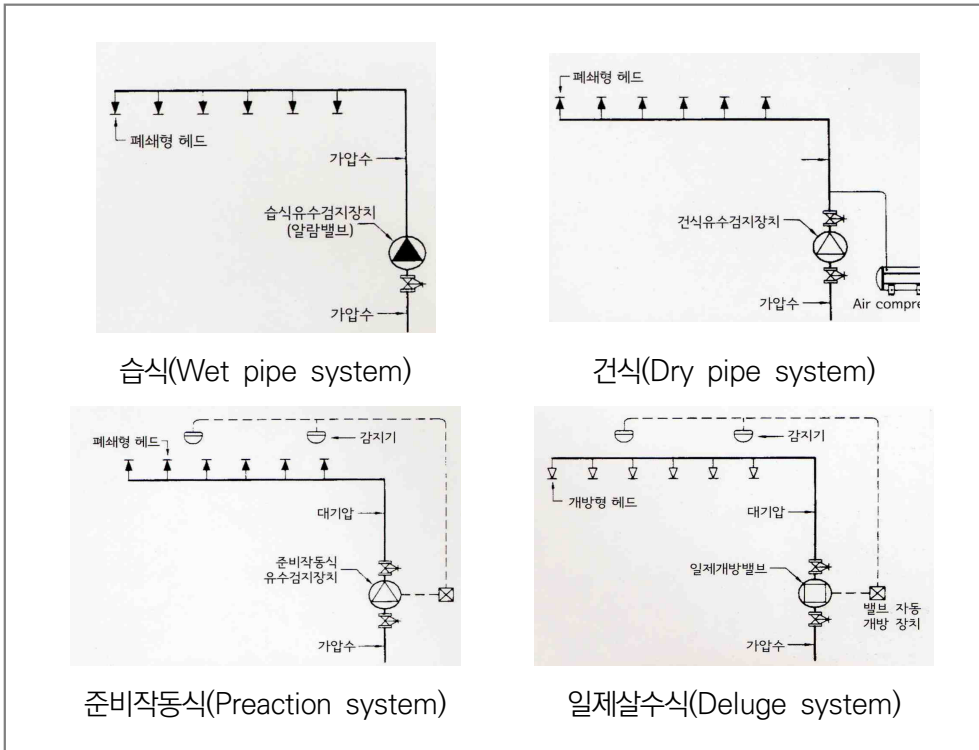 폐쇄형 헤드
가압수
습식유수검지장치
(알람밸브)
가압수
습식(Wet pipe system)
폐쇄형 헤드
건식유수검지장치
가압수
Air compre
건식(Dry pipe system)
폐쇄형 헤드
감지기
대기압
준비작동식
유수검지장치
가압수
준비작동식(Preaction system)
감지기
개방형 헤드
대기압
일제개방밸브
밸브 자동
개방 장치
가압수
일제살수식(Deluge system)